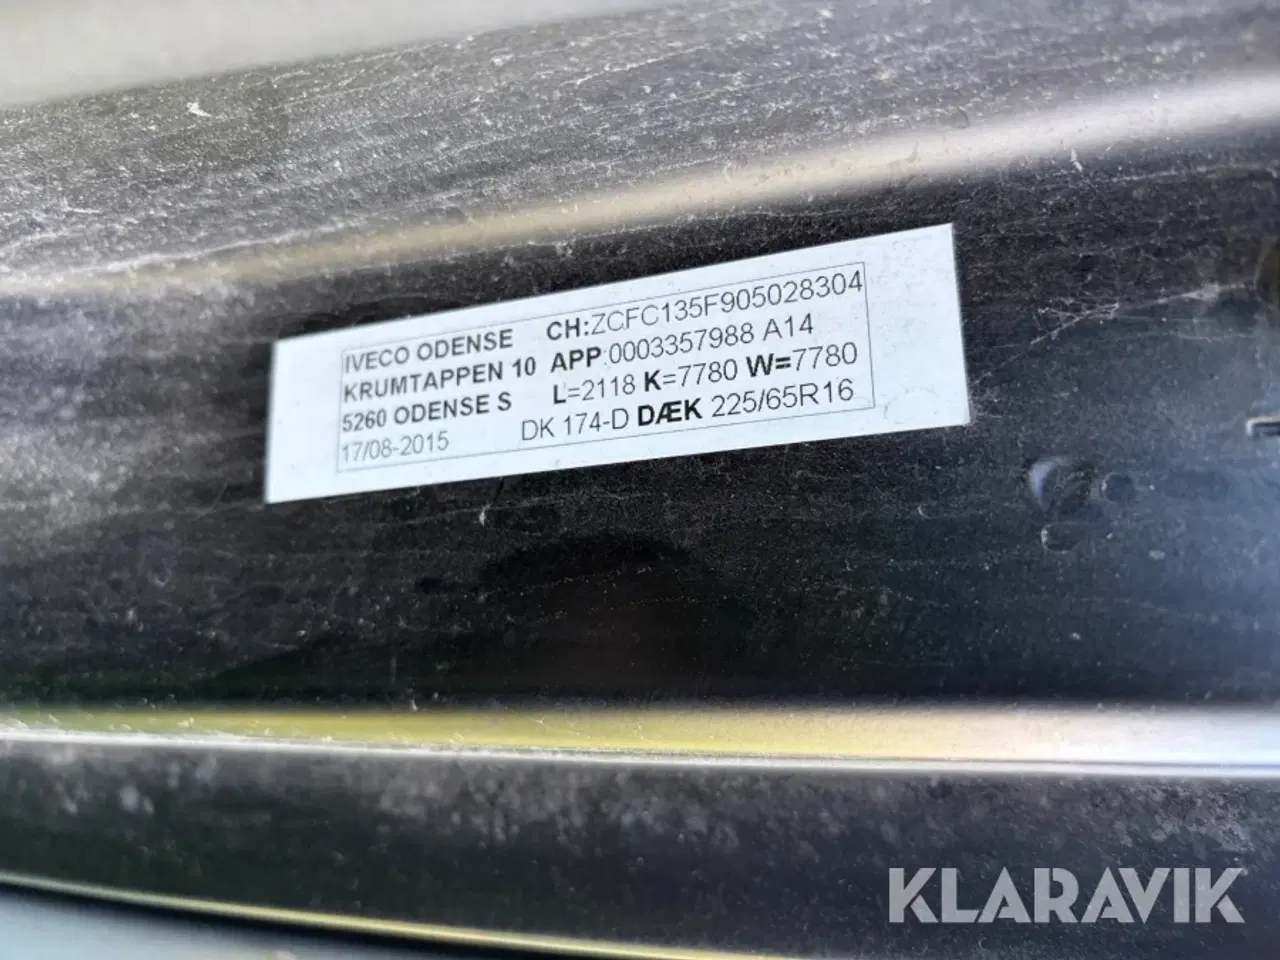 IVECO ODENSE CH:ZCFC135F905028304
KRUMTAPPEN 10 APP:0003357988 A14
5260 ODENSE S L=2118 K=7780 W=7780
17/08-2015 DK 174-D DÆK 225/65R16
KLARAVIK